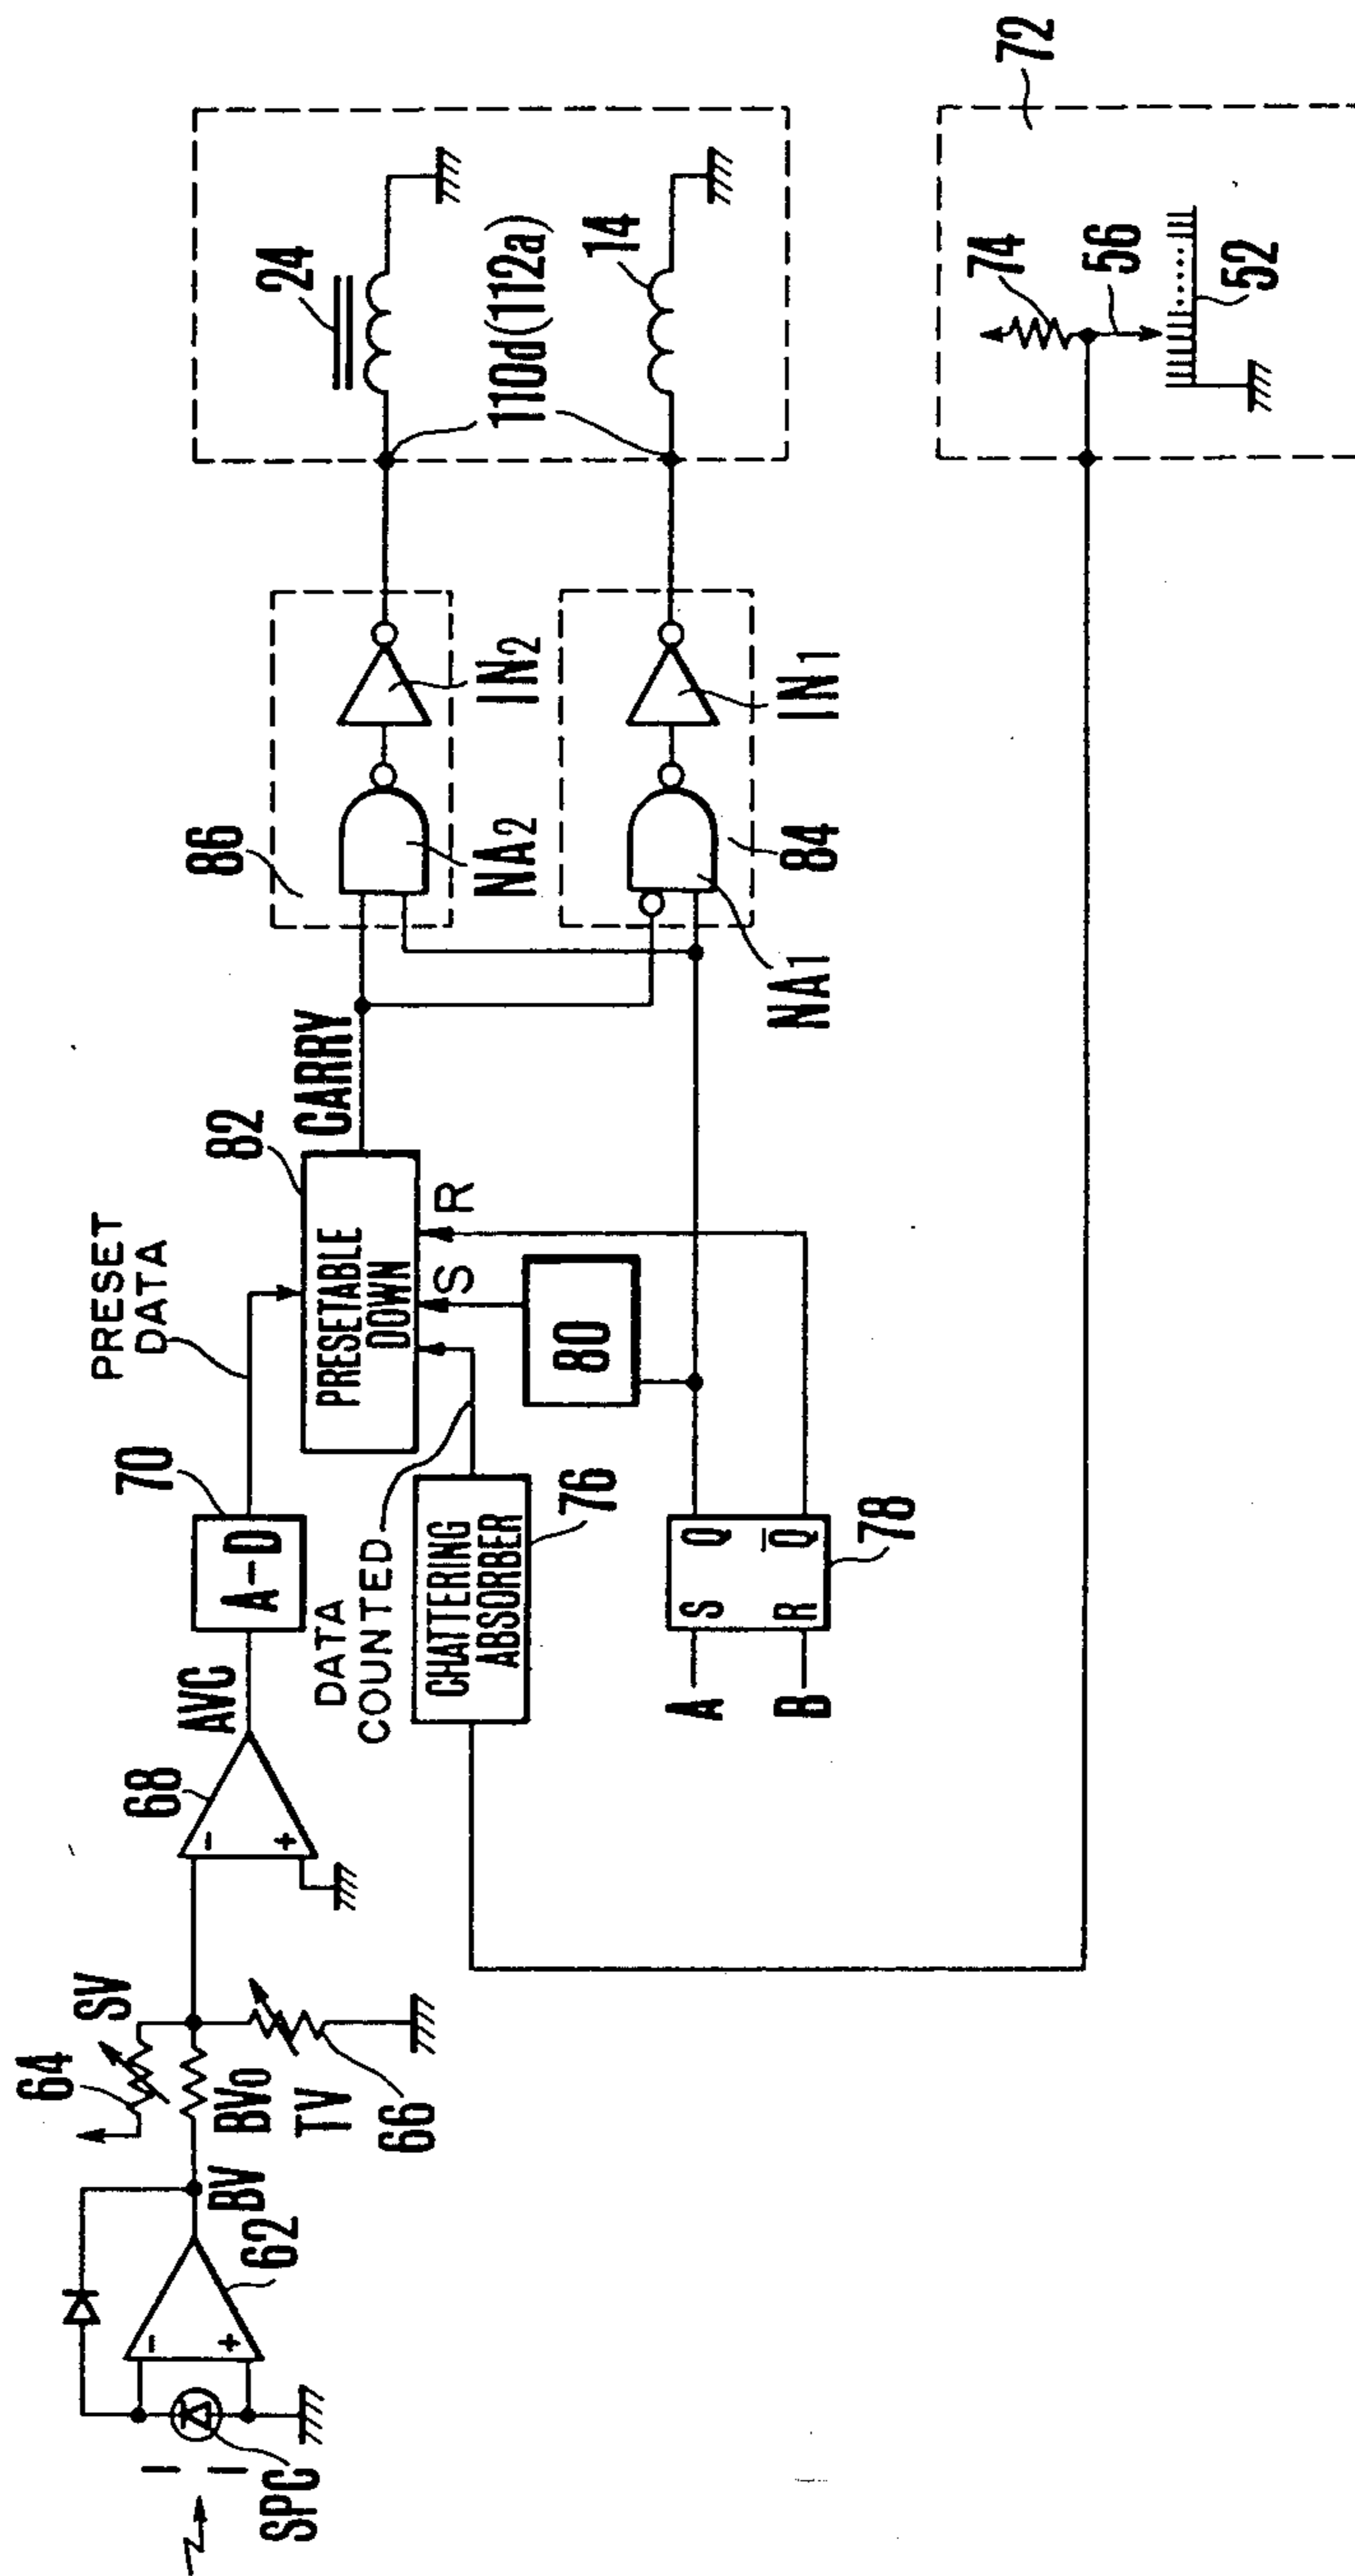 SPC
62
BV
64
SV
BVo
TV
66
68
-
+
-
+
AVC
70
A-D
PRESET
DATA
DATA
COUNTED
CHATTERING
ABSORBER
76
82
PRESETABLE
DOWN
S
R
80
A
B
S
Q
R
Q̅
78
CARRY
86
NA2
IN2
84
NA1
IN1
24
110d(112a)
14
72
74
56
52